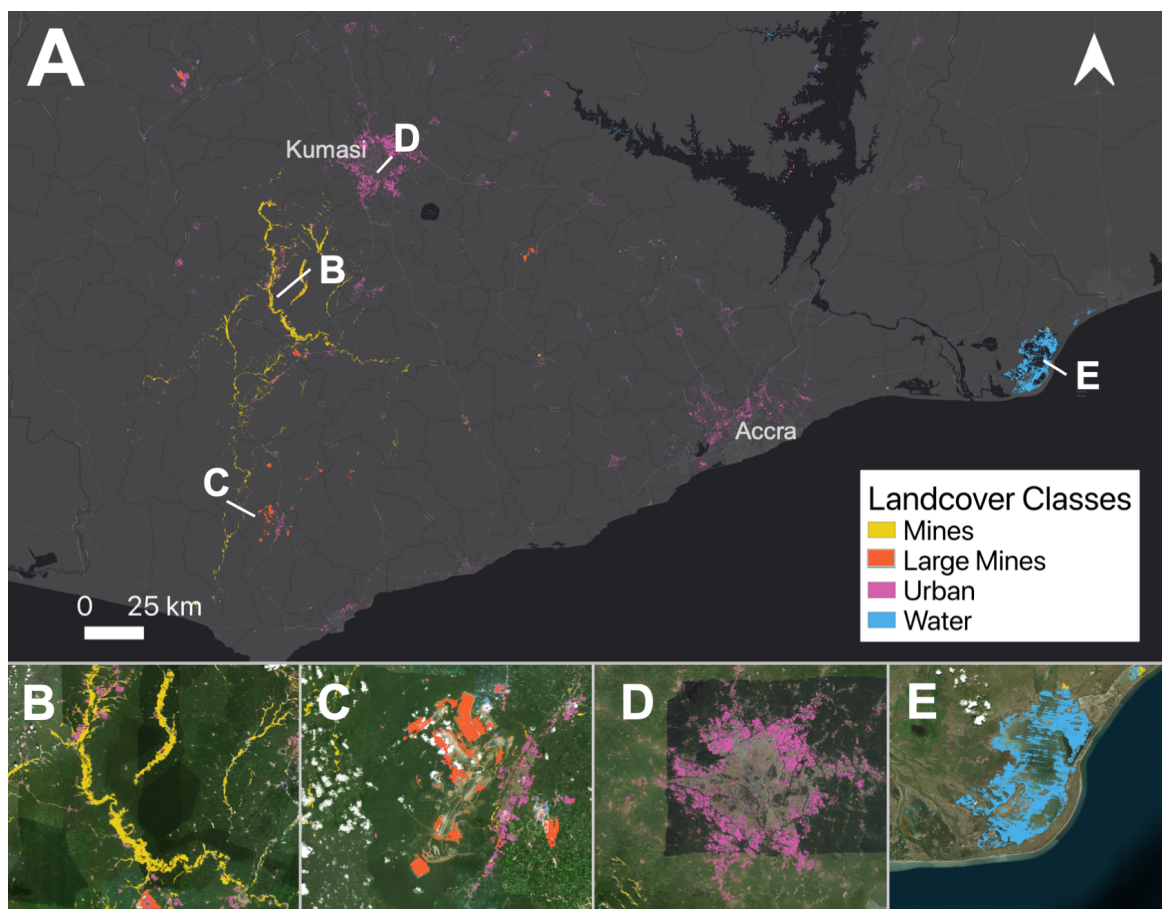 A
Kumasi
D
B
E
Accra
C
Landcover Classes
Mines
Large Mines
Urban
Water
0 25 km
B
C
D
E